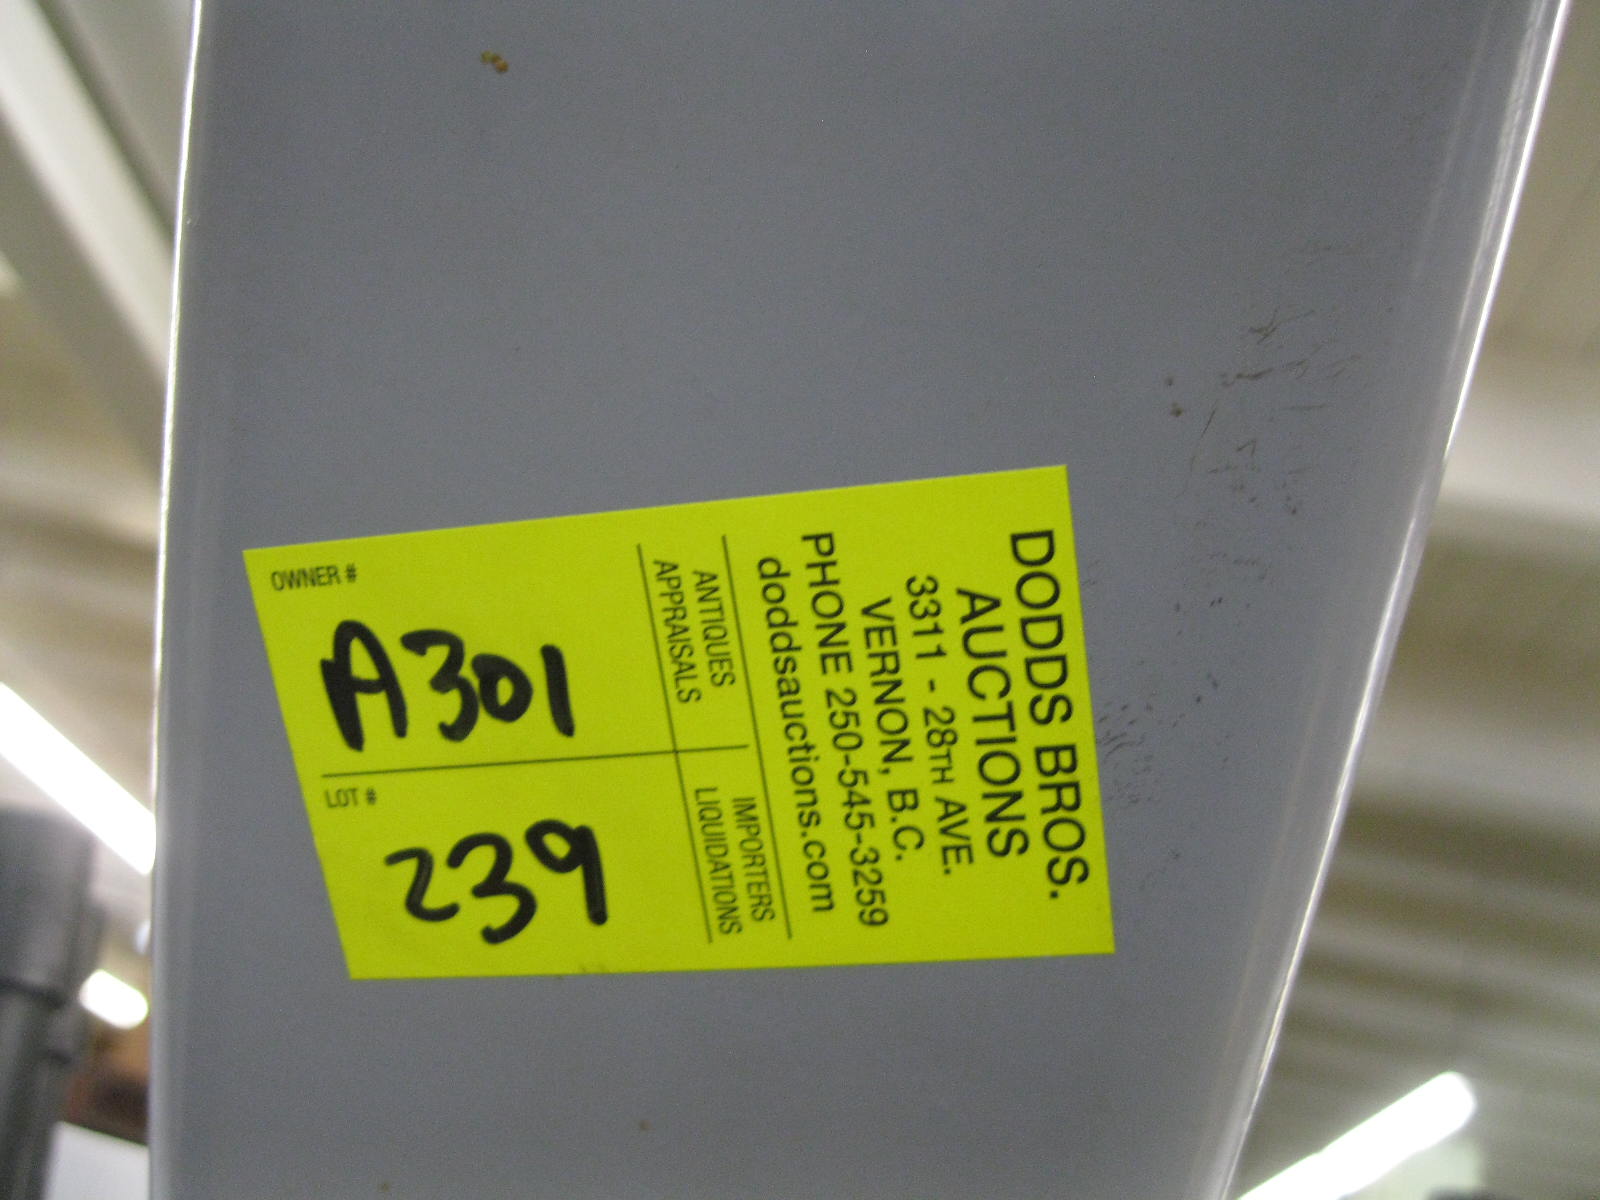 DODDS BROS.
AUCTIONS
3311 - 28TH AVE.
VERNON, B.C.
PHONE 250-545-3259
doddsauctions.com
ANTIQUES
APPRAISALS
IMPORTERS
LIQUIDATIONS
OWNER #
A301
LOT #
239